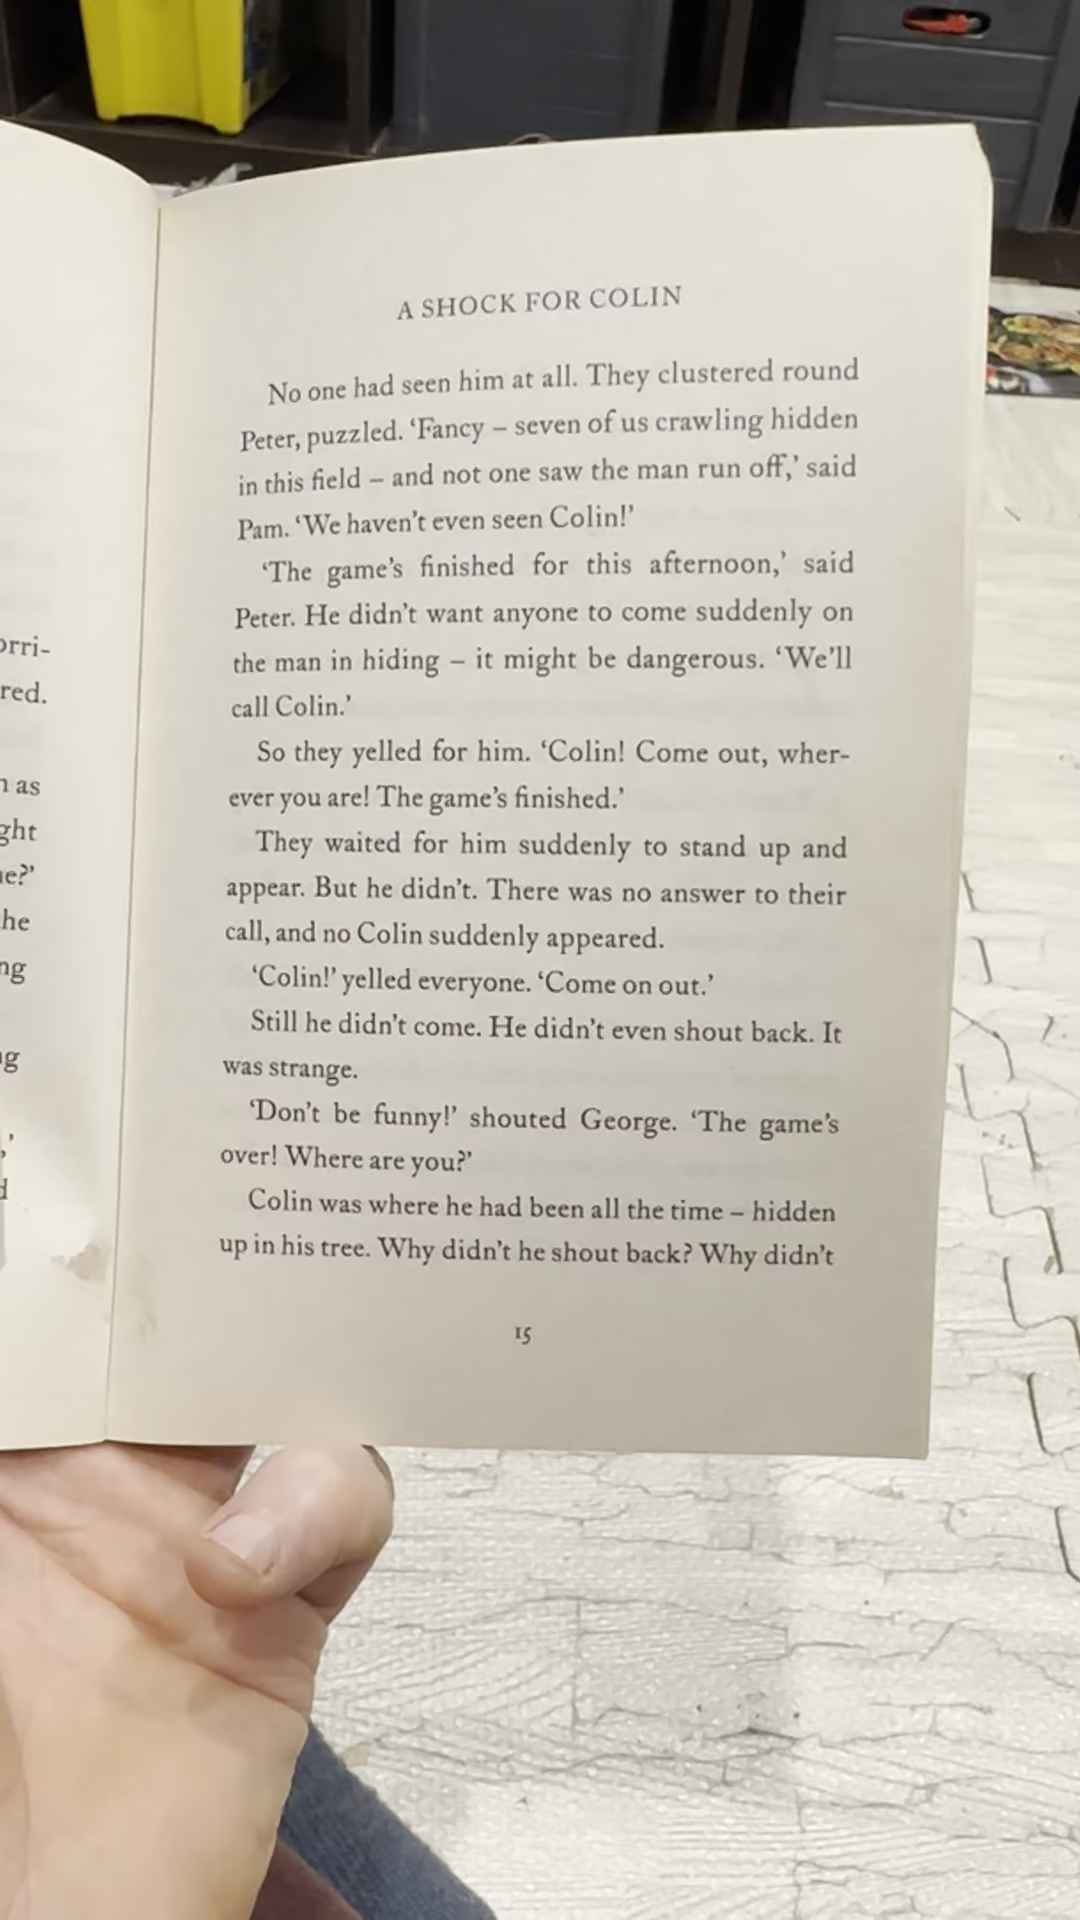 orri-
red.
as
ght
he
ng
A SHOCK FOR COLIN
No one had seen him at all. They clustered round
Peter, puzzled. ‘Fancy – seven of us crawling hidden
in this field – and not one saw the man run off,’ said
Pam. ‘We haven’t even seen Colin!’
‘The game’s finished for this afternoon,’ said
Peter. He didn’t want anyone to come suddenly on
the man in hiding – it might be dangerous. ‘We’ll
call Colin.’
So they yelled for him. ‘Colin! Come out, wher-
ever you are! The game’s finished.’
They waited for him suddenly to stand up and
appear. But he didn’t. There was no answer to their
call, and no Colin suddenly appeared.
‘Colin!’ yelled everyone. ‘Come on out.’
Still he didn’t come. He didn’t even shout back. It
was strange.
‘Don’t be funny!’ shouted George. ‘The game’s
over! Where are you?’
Colin was where he had been all the time – hidden
up in his tree. Why didn’t he shout back? Why didn’t
15